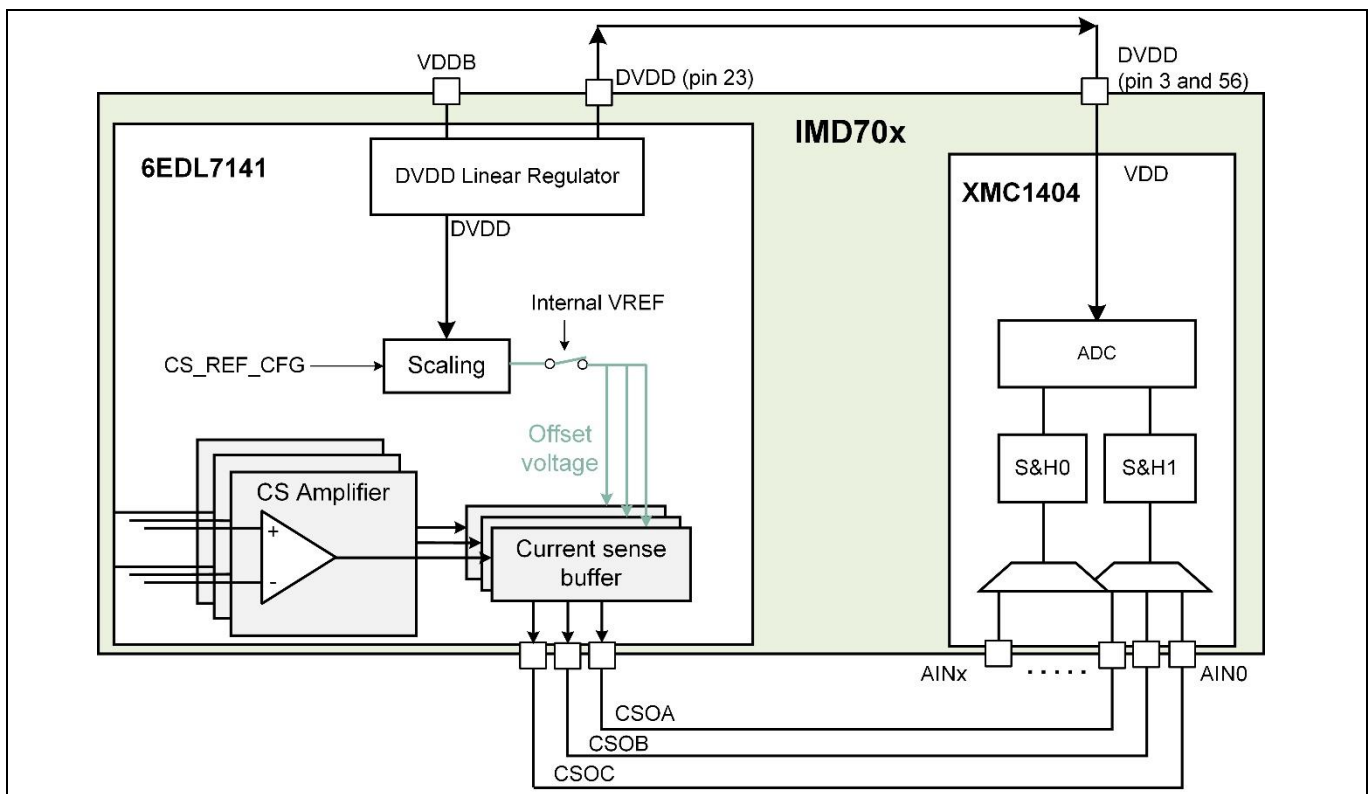 VDDB
DVDD (pin 23)
DVDD
(pin 3 and 56)
IMD70x
6EDL7141
DVDD Linear Regulator
DVDD
XMC1404
VDD
Internal VREF
CS_REF_CFG
Scaling
ADC
Offset
voltage
S&H0
S&H1
CS Amplifier
+
-
Current sense
buffer
AINx
.....
AIN0
CSOA
CSOB
CSOC